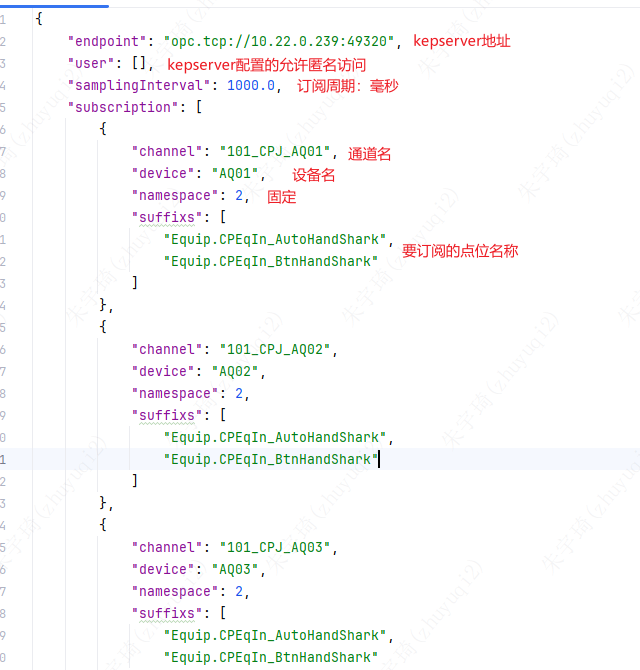 1 {
2 "endpoint": "opc.tcp://10.22.0.239:49320", kepserver地址
3 "user": [], kepserver配置的允许匿名访问
4 "samplingInterval": 1000.0, 订阅周期：毫秒
5 "subscription": [
6 {
7 "channel": "101_CPJ_AQ01", 通道名
8 "device": "AQ01", 设备名
9 "namespace": 2, 固定
0 "suffixs": [
1 "Equip.CPEqIn_AutoHandShark", 要订阅的点位名称
2 "Equip.CPEqIn_BtnHandShark"
3 ]
4 },
5 {
6 "channel": "101_CPJ_AQ02",
7 "device": "AQ02",
8 "namespace": 2,
9 "suffixs": [
0 "Equip.CPEqIn_AutoHandShark",
1 "Equip.CPEqIn_BtnHandShark"
2 ]
3 },
4 {
5 "channel": "101_CPJ_AQ03",
6 "device": "AQ03",
7 "namespace": 2,
8 "suffixs": [
9 "Equip.CPEqIn_AutoHandShark",
0 "Equip.CPEqIn_BtnHandShark"
朱宇琦(zhuyuqi2)